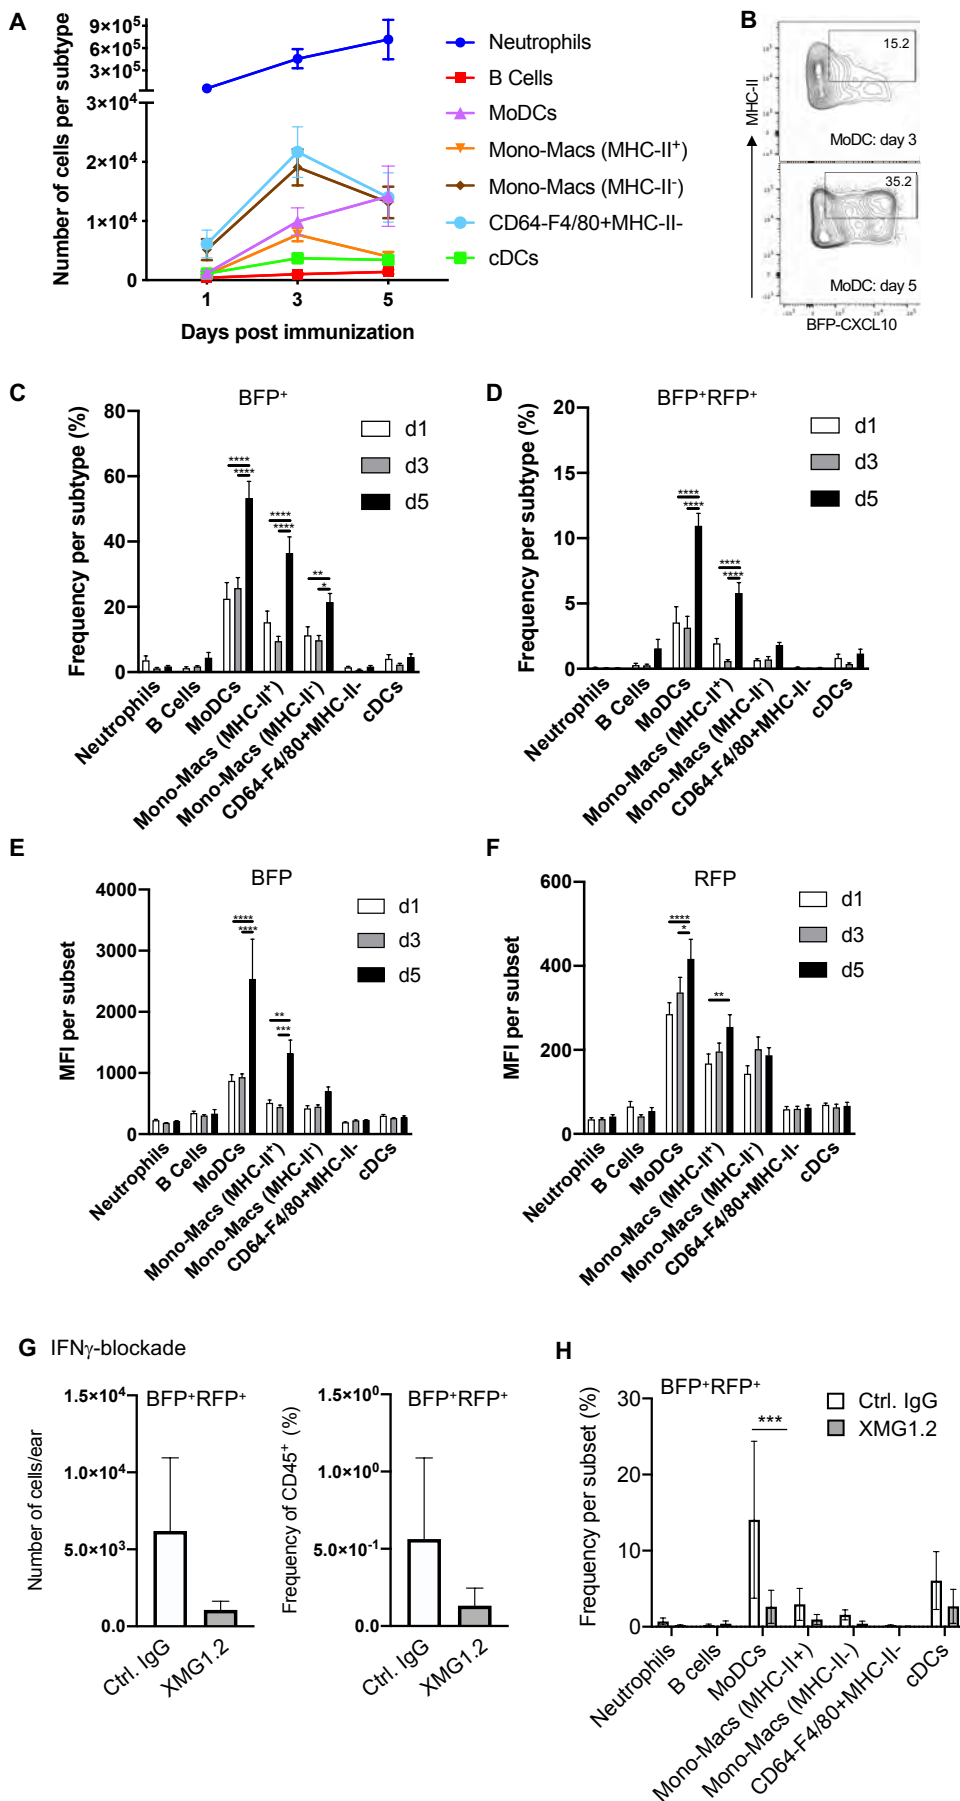 A
Number of cells per subtype
9×10⁵
6×10⁵
3×10⁵
3×10⁴
2×10⁴
1×10⁴
0
1 3 5
Days post immunization
Neutrophils
B Cells
MoDCs
Mono-Macs (MHC-II⁺)
Mono-Macs (MHC-II⁻)
CD64-F4/80+MHC-II-
cDCs
B
MHC-II
15.2
MoDC: day 3
35.2
MoDC: day 5
BFP-CXCL10
C
BFP⁺
Frequency per subtype (%)
80
60
40
20
0
d1
d3
d5
****
****
****
****
**
*
Neutrophils
B Cells
MoDCs
Mono-Macs (MHC-II⁺)
Mono-Macs (MHC-II⁻)
CD64-F4/80+MHC-II-
cDCs
D
BFP⁺RFP⁺
Frequency per subtype (%)
20
15
10
5
0
d1
d3
d5
****
****
****
****
Neutrophils
B Cells
MoDCs
Mono-Macs (MHC-II⁺)
Mono-Macs (MHC-II⁻)
CD64-F4/80+MHC-II-
cDCs
E
BFP
MFI per subset
4000
3000
2000
1000
0
d1
d3
d5
****
****
**
***
Neutrophils
B Cells
MoDCs
Mono-Macs (MHC-II⁺)
Mono-Macs (MHC-II⁻)
CD64-F4/80+MHC-II-
cDCs
F
RFP
MFI per subset
600
400
200
0
d1
d3
d5
****
*
**
Neutrophils
B Cells
MoDCs
Mono-Macs (MHC-II⁺)
Mono-Macs (MHC-II⁻)
CD64-F4/80+MHC-II-
cDCs
G IFNγ-blockade
BFP⁺RFP⁺
Number of cells/ear
1.5×10⁴
1.0×10⁴
5.0×10³
0.0
Ctrl. IgG
XMG1.2
BFP⁺RFP⁺
Frequency of CD45⁺ (%)
1.5×10⁰
1.0×10⁰
5.0×10⁻¹
0.0
Ctrl. IgG
XMG1.2
H
BFP⁺RFP⁺
Frequency per subset (%)
30
20
10
0
Ctrl. IgG
XMG1.2
***
Neutrophils
B cells
MoDCs
Mono-Macs (MHC-II+)
Mono-Macs (MHC-II-)
CD64-F4/80+MHC-II-
cDCs